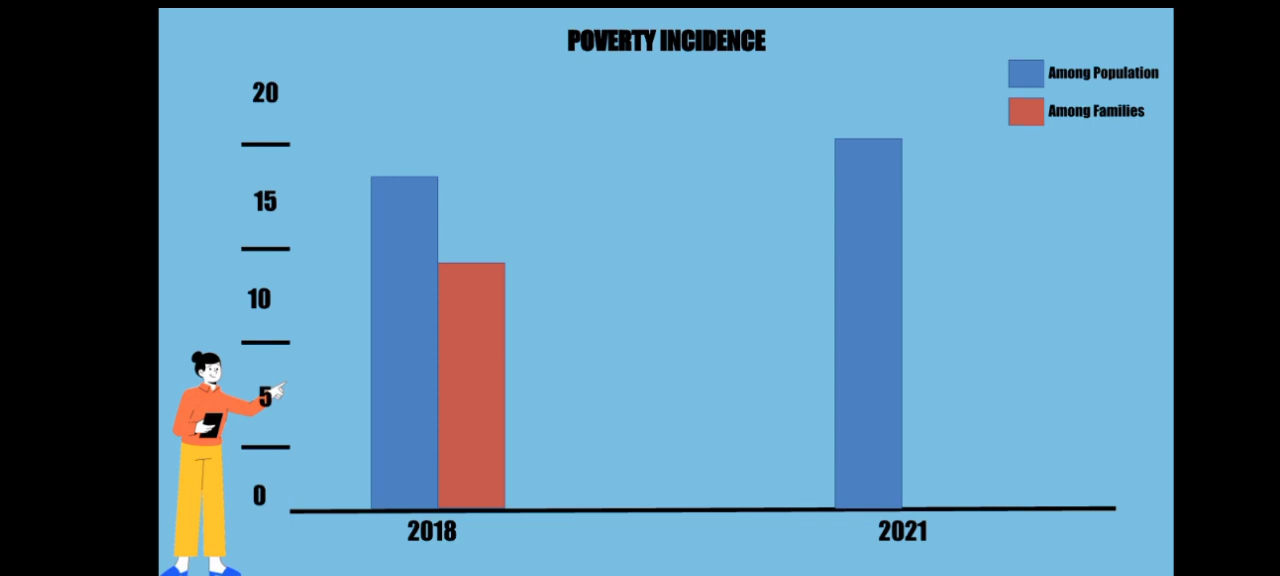 POVERTY INCIDENCE
Among Population
Among Families
20
15
10
5
0
2018
2021